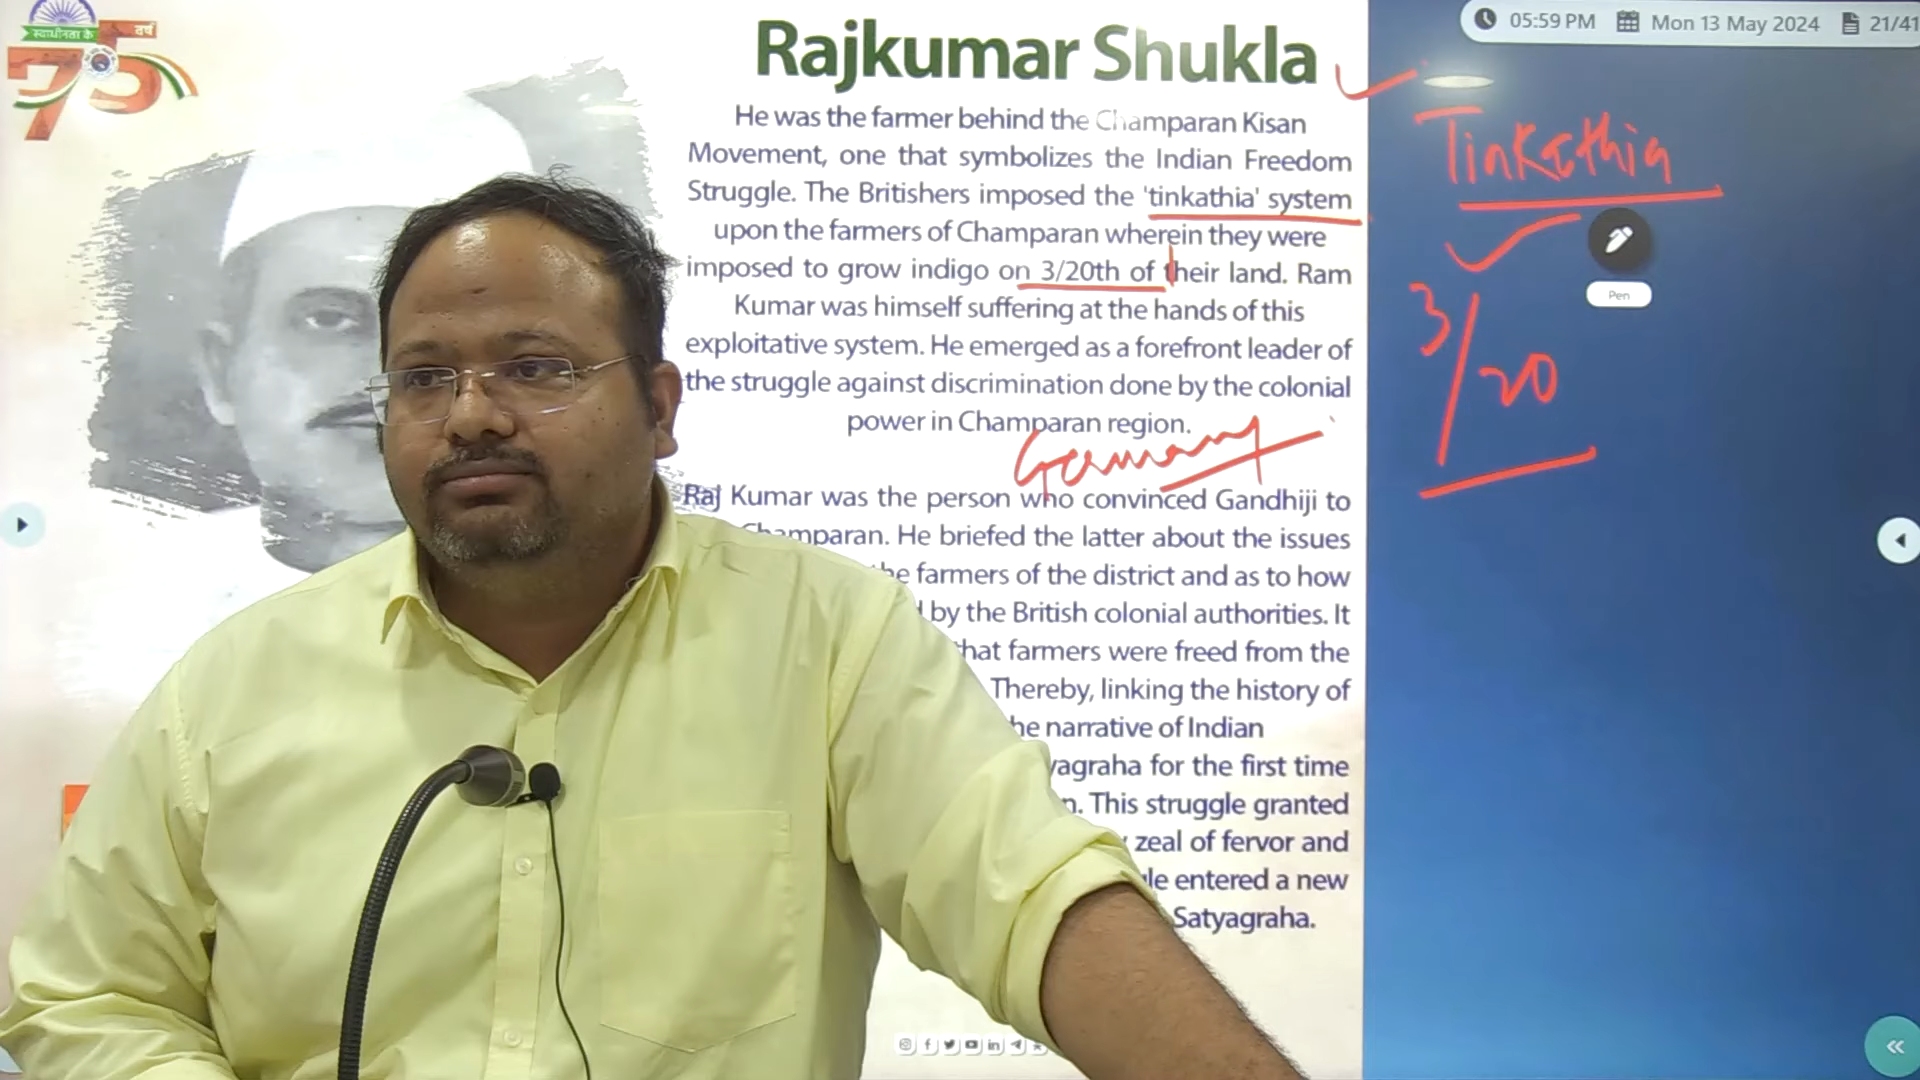 स्वाधीनता के वर्ष
75
Rajkumar Shukla
He was the farmer behind the Champaran Kisan
Movement, one that symbolizes the Indian Freedom
Struggle. The Britishers imposed the 'tinkathia' system
upon the farmers of Champaran wherein they were
imposed to grow indigo on 3/20th of their land. Ram
Kumar was himself suffering at the hands of this
exploitative system. He emerged as a forefront leader of
the struggle against discrimination done by the colonial
power in Champaran region.
Germany
Raj Kumar was the person who convinced Gandhiji to
Champaran. He briefed the latter about the issues
the farmers of the district and as to how
by the British colonial authorities. It
that farmers were freed from the
Thereby, linking the history of
the narrative of Indian
yagraha for the first time
n. This struggle granted
zeal of fervor and
le entered a new
Satyagraha.
05:59 PM Mon 13 May 2024 21/41
Tinkathia
Pen
3/20